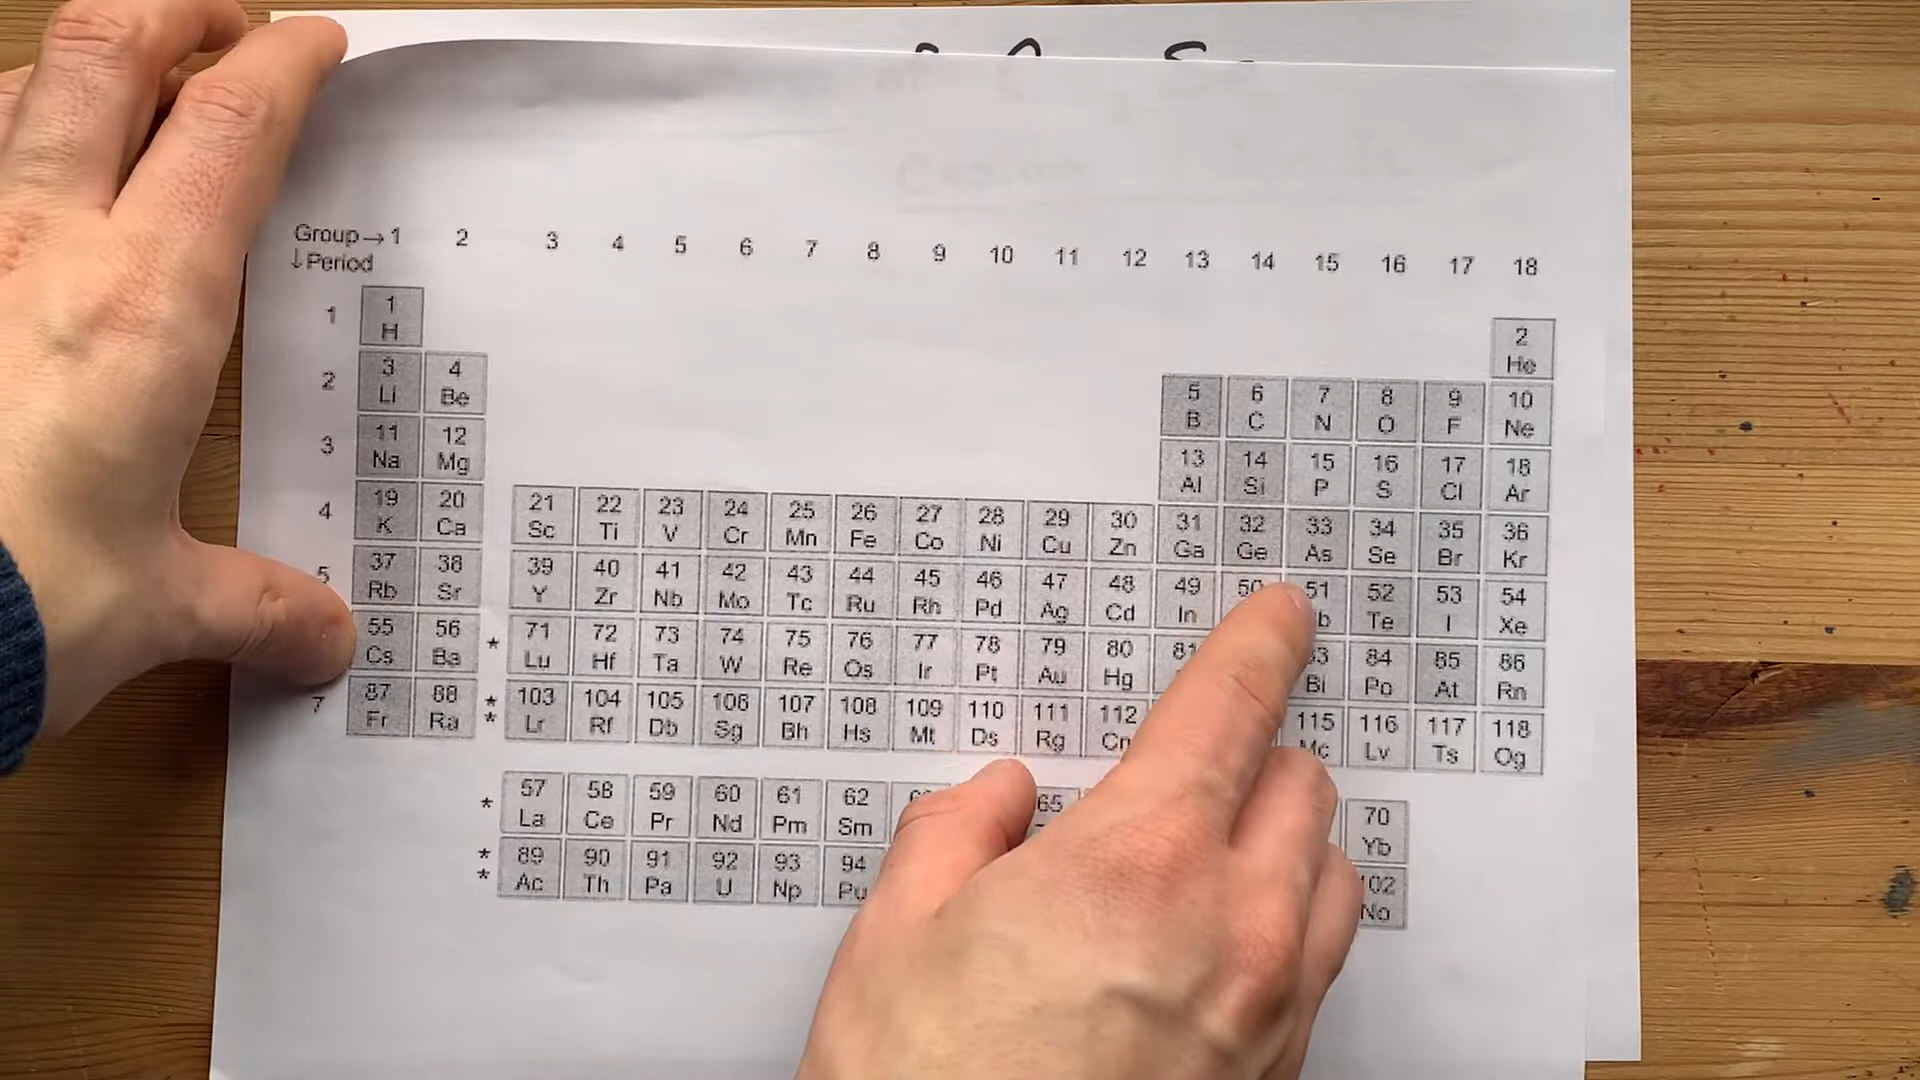 Group→ 1 2 3 4 5 6 7 8 9 10 11 12 13 14 15 16 17 18
↓Period
1 1 2
H He
2 3 4 5 6 7 8 9 10
Li Be B C N O F Ne
3 11 12 13 14 15 16 17 18
Na Mg Al Si P S Cl Ar
4 19 20 21 22 23 24 25 26 27 28 29 30 31 32 33 34 35 36
K Ca Sc Ti V Cr Mn Fe Co Ni Cu Zn Ga Ge As Se Br Kr
5 37 38 39 40 41 42 43 44 45 46 47 48 49 50 51 52 53 54
Rb Sr Y Zr Nb Mo Tc Ru Rh Pd Ag Cd In Te I Xe
55 56 * 71 72 73 74 75 76 77 78 79 80 81 84 85 86
Cs Ba Lu Hf Ta W Re Os Ir Pt Au Hg Bi Po At Rn
7 87 88 * 103 104 105 106 107 108 109 110 111 112 115 116 117 118
Fr Ra * Lr Rf Db Sg Bh Hs Mt Ds Rg Cn Mc Lv Ts Og
* 57 58 59 60 61 62 65 70
La Ce Pr Nd Pm Sm Yb
* 89 90 91 92 93 94 102
* Ac Th Pa U Np Pu No